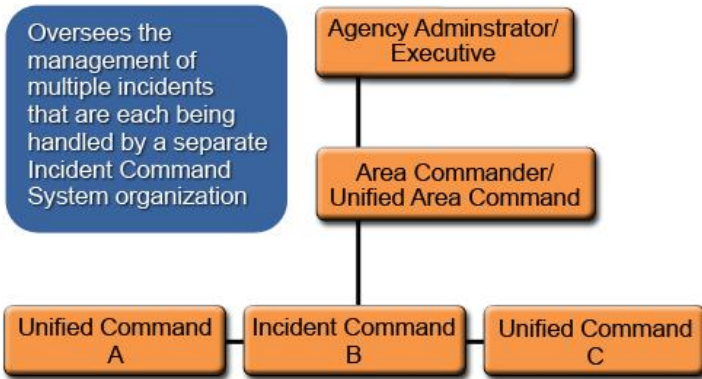 Oversees the
management of
multiple incidents
that are each being
handled by a separate
Incident Command
System organization
Agency Adminstrator/
Executive
Area Commander/
Unified Area Command
Unified Command
A
Incident Command
B
Unified Command
C